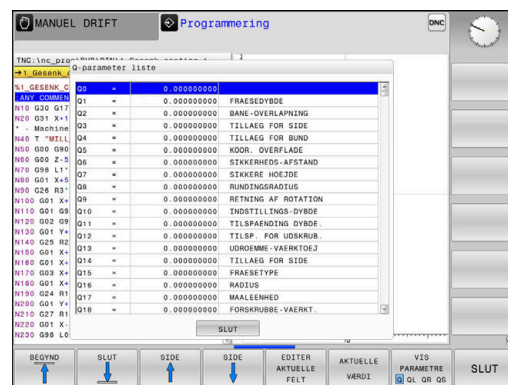 MANUEL DRIFT
Programmering
DNC
→1_Gesenk_
Q-parameter liste
%1_GESENK_C
;ANY COMMEN
N10 G30 G17
N20 G31 X+1
* - Machine
N40 T "MILL
N50 G00 G90
N60 G00 Z-5
N70 G98 L1*
N80 G01 X+5
N90 G26 R3*
N100 G01 X+
N110 G01 G9
N120 G02 G9
N130 G01 Y+
N140 G25 R2
N150 G01 X+
N160 G01 X+
N170 G03 X+
N180 G01 X+
N190 G24 R1
N200 G01 Y+
N210 G27 R1
N220 G01 X-
N230 G98 L0
Q0 = 0.000000000
Q1 = 0.000000000 FRAESEDYBDE
Q2 = 0.000000000 BANE-OVERLAPNING
Q3 = 0.000000000 TILLAEG FOR SIDE
Q4 = 0.000000000 TILLAEG FOR BUND
Q5 = 0.000000000 KOOR. OVERFLADE
Q6 = 0.000000000 SIKKERHEDS-AFSTAND
Q7 = 0.000000000 SIKKERE HOEJDE
Q8 = 0.000000000 RUNDINGSRADIUS
Q9 = 0.000000000 RETNING AF ROTATION
Q10 = 0.000000000 INDSTILLINGS-DYBDE
Q11 = 0.000000000 TILSPAENDING DYBDE.
Q12 = 0.000000000 TILSP. FOR UDSKRUB.
Q13 = 0.000000000 UDROEMME-VAERKTOEJ
Q14 = 0.000000000 TILLAEG FOR SIDE
Q15 = 0.000000000 FRAESETYPE
Q16 = 0.000000000 RADIUS
Q17 = 0.000000000 MAALEENHED
Q18 = 0.000000000 FORSKRUBBE-VAERKT.
SLUT
BEGYND
SLUT
SIDE
SIDE
EDITER
AKTUELLE
FELT
AKTUELLE
VÆRDI
VIS
PARAMETRE
Q QL QR QS
SLUT